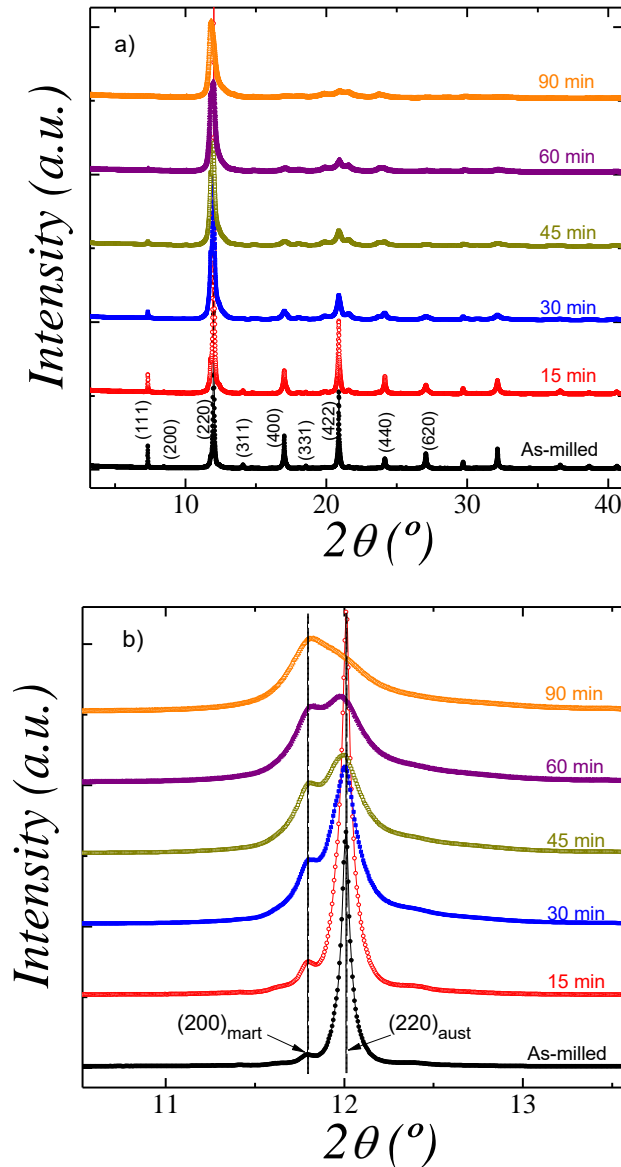 a)
90 min
60 min
45 min
30 min
15 min
As-milled
(111)
(200)
(220)
(311)
(400)
(331)
(422)
(440)
(620)
Intensity (a.u.)
10
20
30
40
2θ (º)
b)
90 min
60 min
45 min
30 min
15 min
As-milled
(200)mart
(220)aust
Intensity (a.u.)
11
12
13
2θ (º)